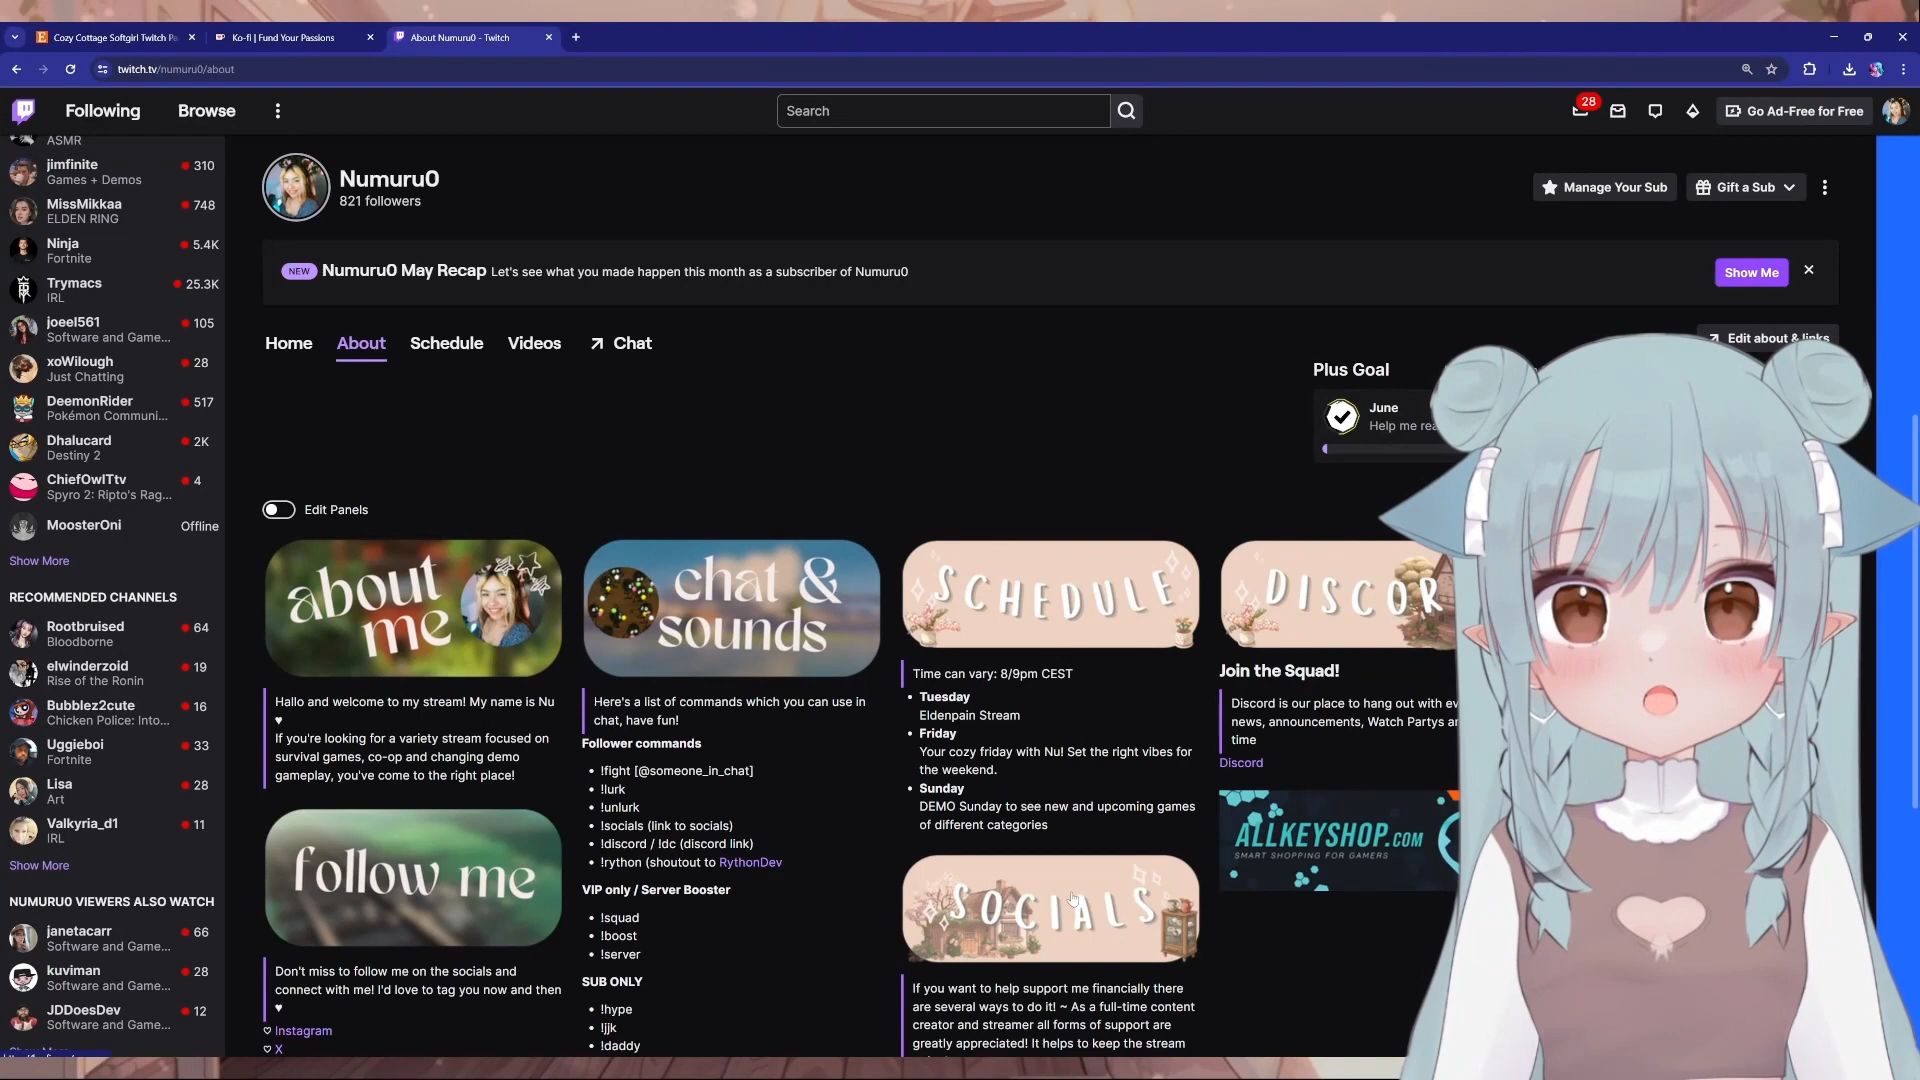 Cozy Cottage Softgirl Twitch Pa
Ko-fi | Fund Your Passions
About Numuru0 - Twitch
twitch.tv/numuru0/about
Following
Browse
Search
28
Go Ad-Free for Free
ASMR
jimfinite
310
Games + Demos
MissMikkaa
748
ELDEN RING
Ninja
5.4K
Fortnite
Trymacs
25.3K
IRL
joeel561
105
Software and Game...
xoWilough
28
Just Chatting
DeemonRider
517
Pokémon Communi...
Dhalucard
2K
Destiny 2
ChiefOwlTtv
4
Spyro 2: Ripto's Rag...
MoosterOni
Offline
Show More
RECOMMENDED CHANNELS
Rootbruised
64
Bloodborne
elwinderzoid
19
Rise of the Ronin
Bubblez2cute
16
Chicken Police: Into...
Uggieboi
33
Fortnite
Lisa
28
Art
Valkyria_d1
11
IRL
Show More
NUMURU0 VIEWERS ALSO WATCH
janetacarr
66
Software and Game...
kuviman
28
Software and Game...
JDDoesDev
12
Software and Game...
Numuru0
821 followers
Manage Your Sub
Gift a Sub
NEW Numuru0 May Recap Let's see what you made happen this month as a subscriber of Numuru0
Show Me
Home
About
Schedule
Videos
Chat
Edit about & links
Plus Goal
June
Help me rea
Edit Panels
about me
Hallo and welcome to my stream! My name is Nu
♥
If you're looking for a variety stream focused on
survival games, co-op and changing demo
gameplay, you've come to the right place!
follow me
Don't miss to follow me on the socials and
connect with me! I'd love to tag you now and then
♥
♡ Instagram
♡ X
chat &
sounds
Here's a list of commands which you can use in
chat, have fun!
Follower commands
• !fight [@someone_in_chat]
• !lurk
• !unlurk
• !socials (link to socials)
• !discord / !dc (discord link)
• !rython (shoutout to RythonDev
VIP only / Server Booster
• !squad
• !boost
• !server
SUB ONLY
• !hype
• !jjk
• !daddy
SCHEDULE
Time can vary: 8/9pm CEST
• Tuesday
Eldenpain Stream
• Friday
Your cozy friday with Nu! Set the right vibes for
the weekend.
• Sunday
DEMO Sunday to see new and upcoming games
of different categories
SOCIALS
If you want to help support me financially there
are several ways to do it! ~ As a full-time content
creator and streamer all forms of support are
greatly appreciated! It helps to keep the stream
DISCOR
Join the Squad!
Discord is our place to hang out with ev
news, announcements, Watch Partys an
time
Discord
ALLKEYSHOP.COM
SMART SHOPPING FOR GAMERS